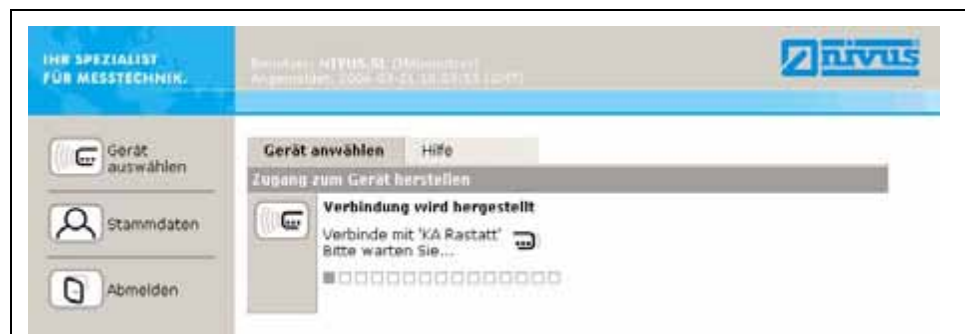 IHR SPEZIALIST
FÜR MESSTECHNIK.
nivus
Gerät
auswählen
Stammdaten
Abmelden
Gerät anwählen Hilfe
Zugang zum Gerät herstellen
Verbindung wird hergestellt
Verbinde mit 'KA Rastatt'
Bitte warten Sie...